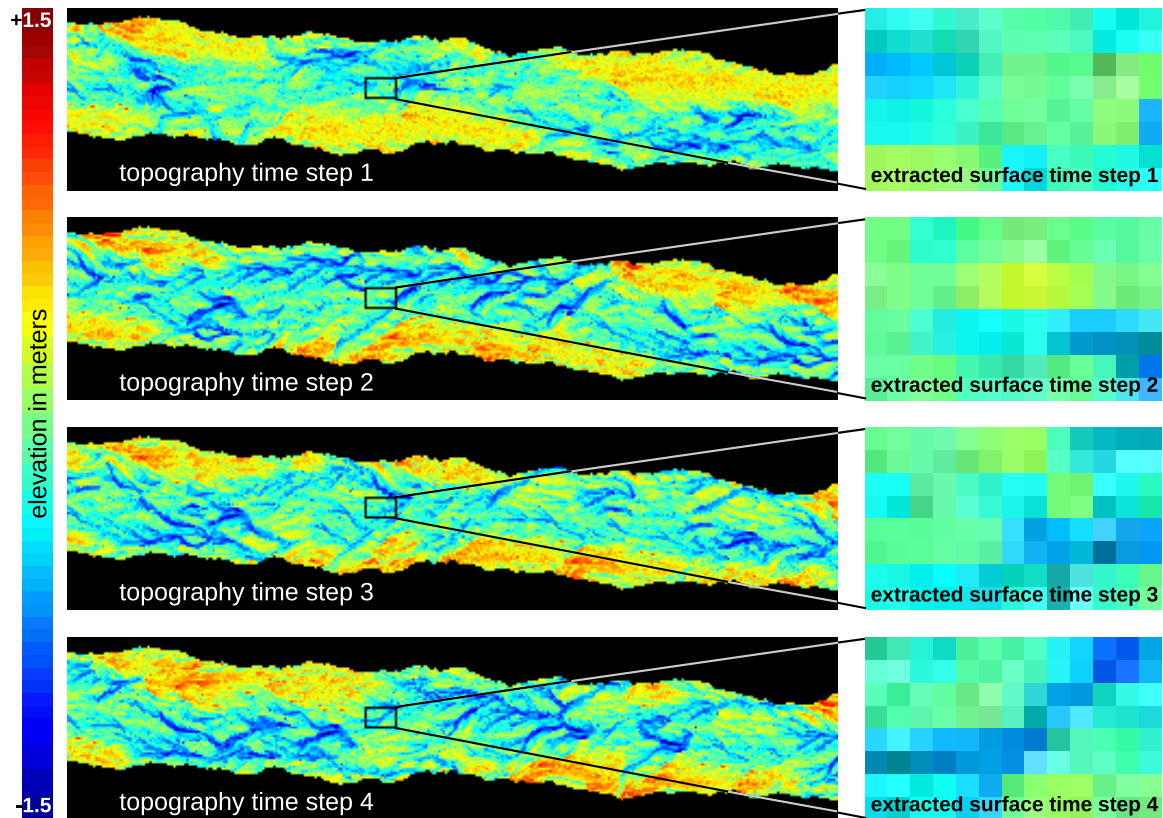 +1.5
elevation in meters
-1.5
topography time step 1
extracted surface time step 1
topography time step 2
extracted surface time step 2
topography time step 3
extracted surface time step 3
topography time step 4
extracted surface time step 4